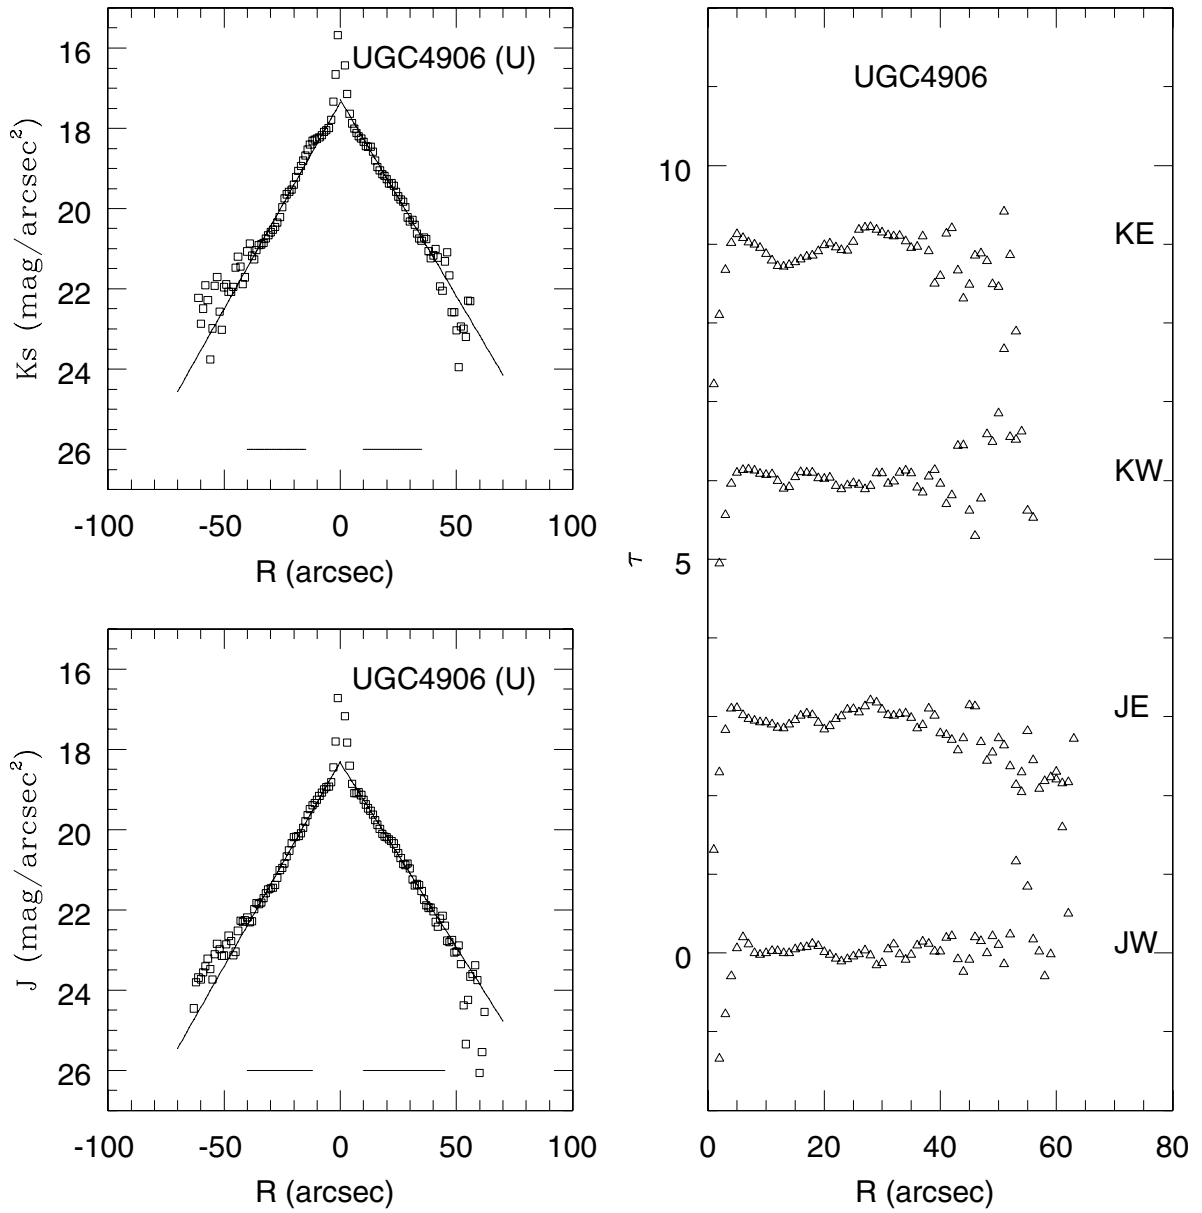 UGC4906 (U)
16
18
20
22
24
26
Ks (mag/arcsec²)
-100 -50 0 50 100
R (arcsec)
UGC4906 (U)
16
18
20
22
24
26
J (mag/arcsec²)
-100 -50 0 50 100
R (arcsec)
UGC4906
10
5
0
τ
KE
KW
JE
JW
0 20 40 60 80
R (arcsec)